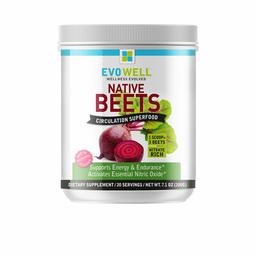 EVOWELL
WELLNESS EVOLVED
NATIVE
BEETS
CIRCULATION SUPERFOOD
1 SCOOP=
3 BEETS
NITRATE
RICH
Supports Energy & Endurance*
Activates Essential Nitric Oxide*
DIETARY SUPPLEMENT / 20 SERVINGS / NET WT. 7.1 OZ (200G)